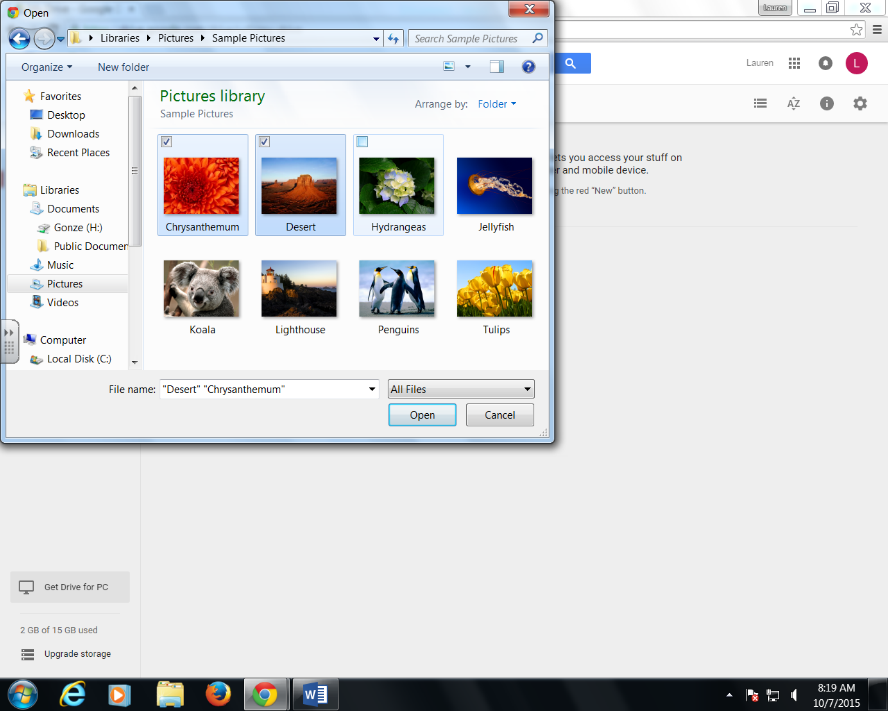 Open
Lauren
Libraries Pictures Sample Pictures
Search Sample Pictures
Organize
New folder
Pictures library
Sample Pictures
Arrange by: Folder
Favorites
Desktop
Downloads
Recent Places
Libraries
Documents
Gonze (H:)
Public Documen
Music
Pictures
Videos
Computer
Local Disk (C:)
Chrysanthemum
Desert
Hydrangeas
Jellyfish
Koala
Lighthouse
Penguins
Tulips
File name: "Desert" "Chrysanthemum"
All Files
Open
Cancel
Lauren
L
AZ
ets you access your stuff on
er and mobile device.
g the red "New" button.
Get Drive for PC
2 GB of 15 GB used
Upgrade storage
8:19 AM
10/7/2015